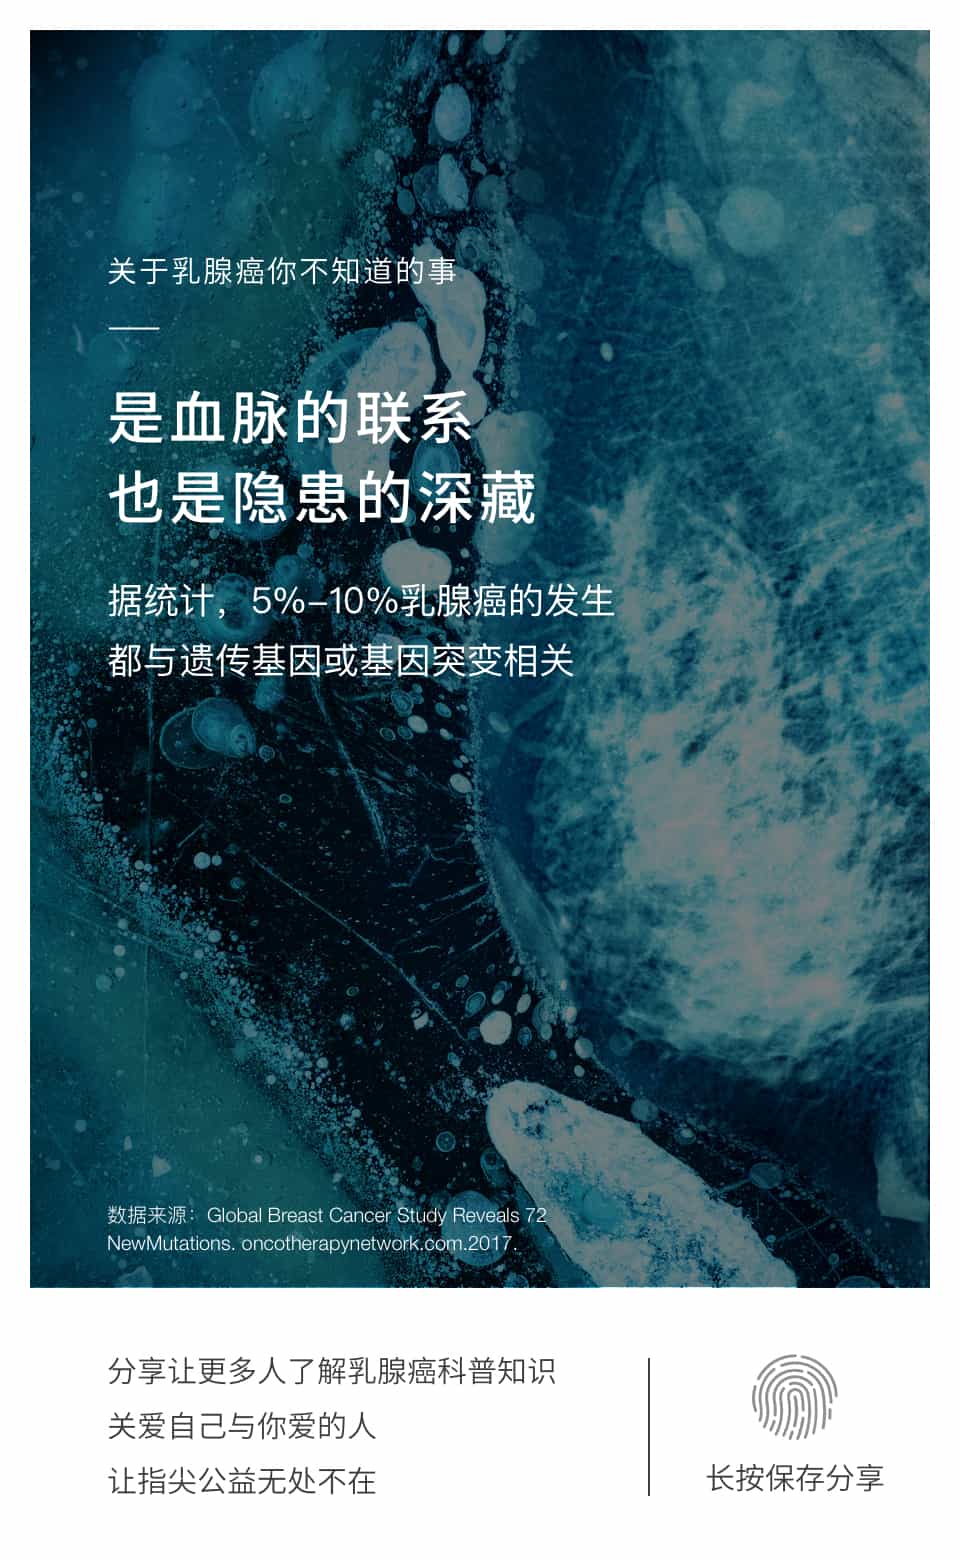 关于乳腺癌你不知道的事
是血脉的联系
也是隐患的深藏
据统计，5%–10%乳腺癌的发生
都与遗传基因或基因突变相关
数据来源：Global Breast Cancer Study Reveals 72
NewMutations. oncotherapynetwork.com.2017.
分享让更多人了解乳腺癌科普知识
关爱自己与你爱的人
让指尖公益无处不在
长按保存分享